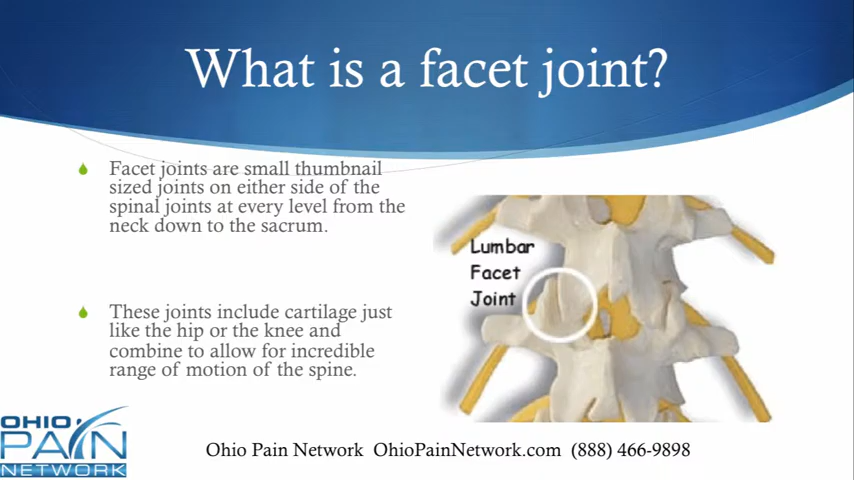 What is a facet joint?
Facet joints are small thumbnail
sized joints on either side of the
spinal joints at every level from the
neck down to the sacrum.
These joints include cartilage just
like the hip or the knee and
combine to allow for incredible
range of motion of the spine.
Lumbar
Facet
Joint
OHIO
PAIN
NETWORK
Ohio Pain Network OhioPainNetwork.com (888) 466-9898